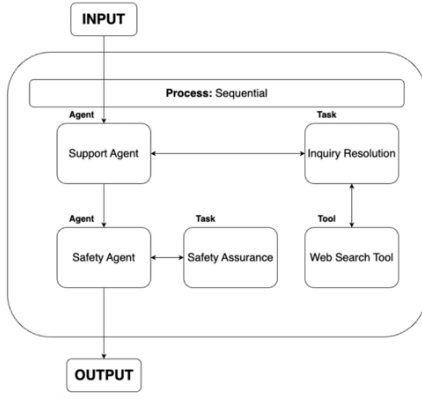 INPUT
Process: Sequential
Agent
Task
Support Agent
Inquiry Resolution
Agent
Task
Tool
Safety Agent
Safety Assurance
Web Search Tool
OUTPUT